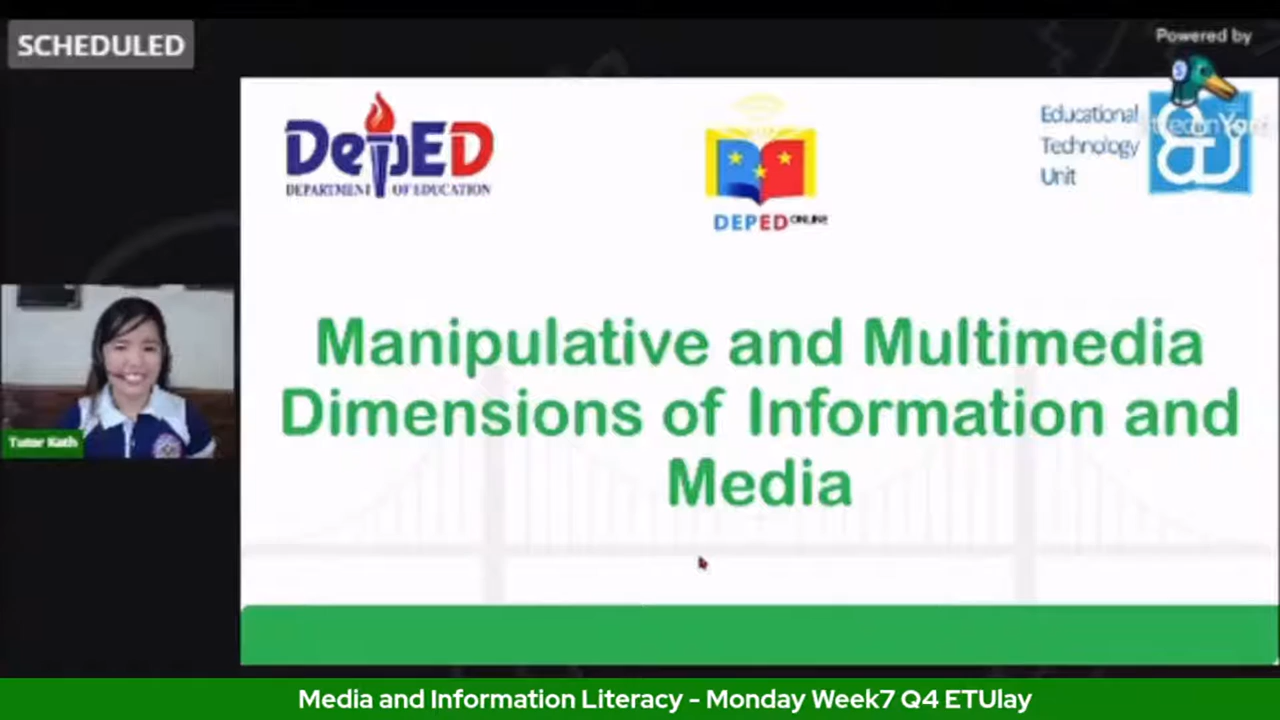 SCHEDULED
Powered by
DepED
DEPARTMENT OF EDUCATION
DEPED ONLINE
Educational
Technology
Unit
Manipulative and Multimedia
Dimensions of Information and
Media
Tutor Kath
Media and Information Literacy - Monday Week7 Q4 ETUlay